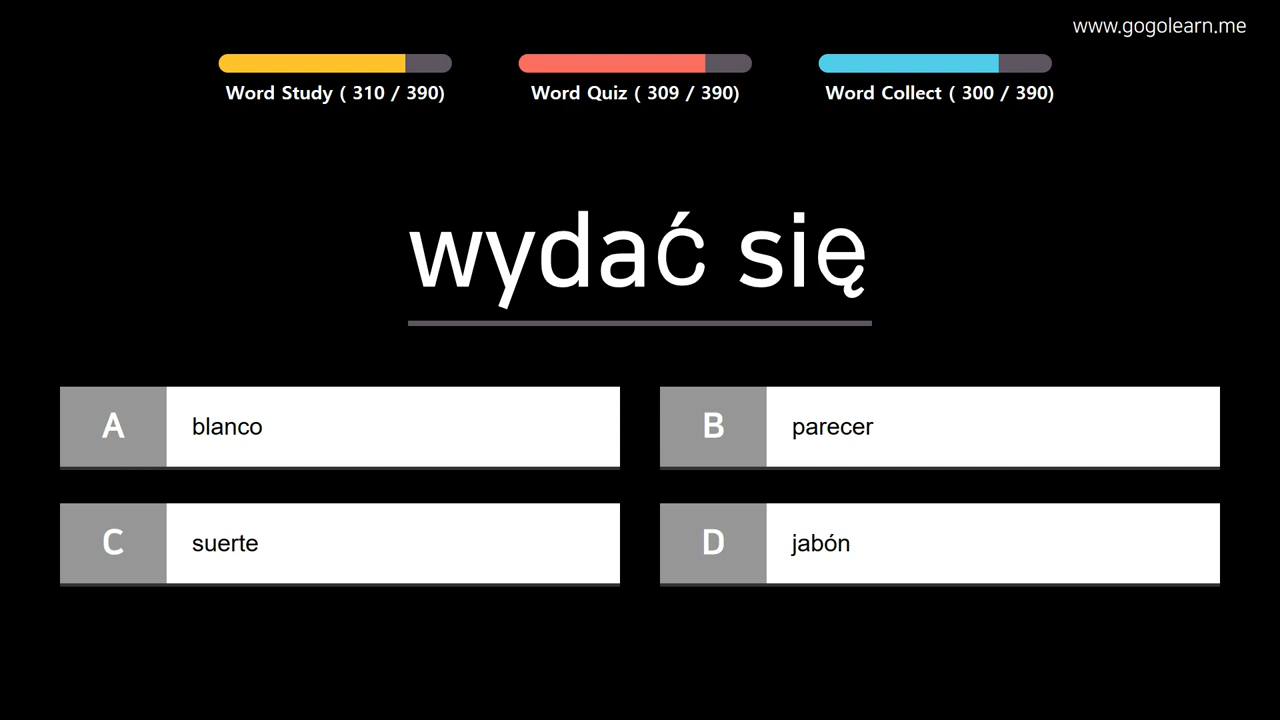 www.gogolearn.me
Word Study ( 310 / 390)
Word Quiz ( 309 / 390)
Word Collect ( 300 / 390)
wydać się
A blanco
B parecer
C suerte
D jabón